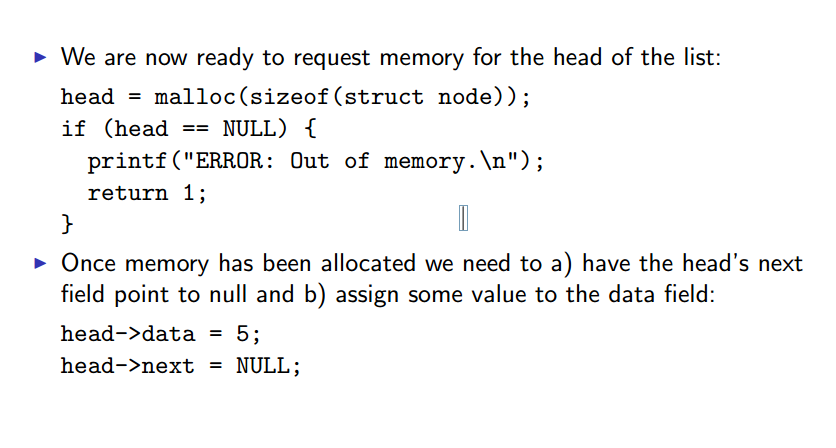 ▶ We are now ready to request memory for the head of the list:
head = malloc(sizeof(struct node));
if (head == NULL) {
  printf("ERROR: Out of memory.\n");
  return 1;
}
▶ Once memory has been allocated we need to a) have the head's next
field point to null and b) assign some value to the data field:
head->data = 5;
head->next = NULL;